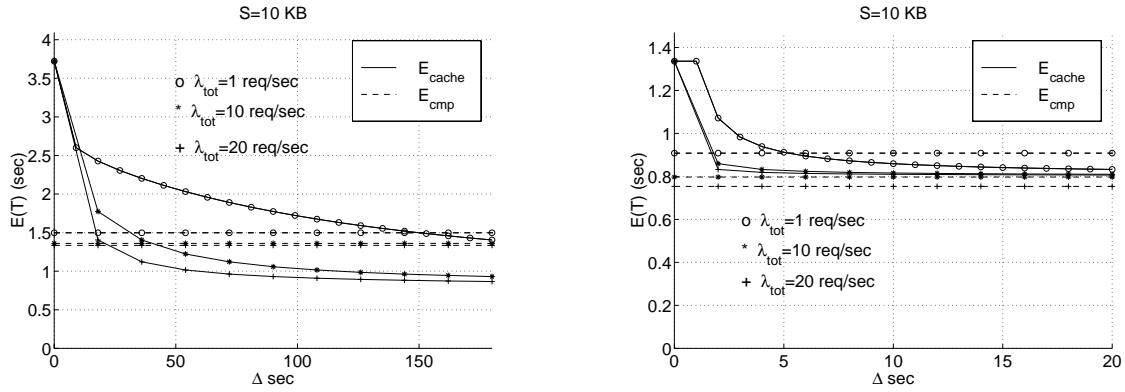 S=10 KB
4
3.5
3
2.5
2
1.5
1
0.5
0
0 50 100 150
E(T) (sec)
Δ sec
E_cache
E_cmp
o λ_tot=1 req/sec
* λ_tot=10 req/sec
+ λ_tot=20 req/sec
S=10 KB
1.4
1.2
1
0.8
0.6
0.4
0.2
0
0 5 10 15 20
E(T) (sec)
Δ sec
E_cache
E_cmp
o λ_tot=1 req/sec
* λ_tot=10 req/sec
+ λ_tot=20 req/sec